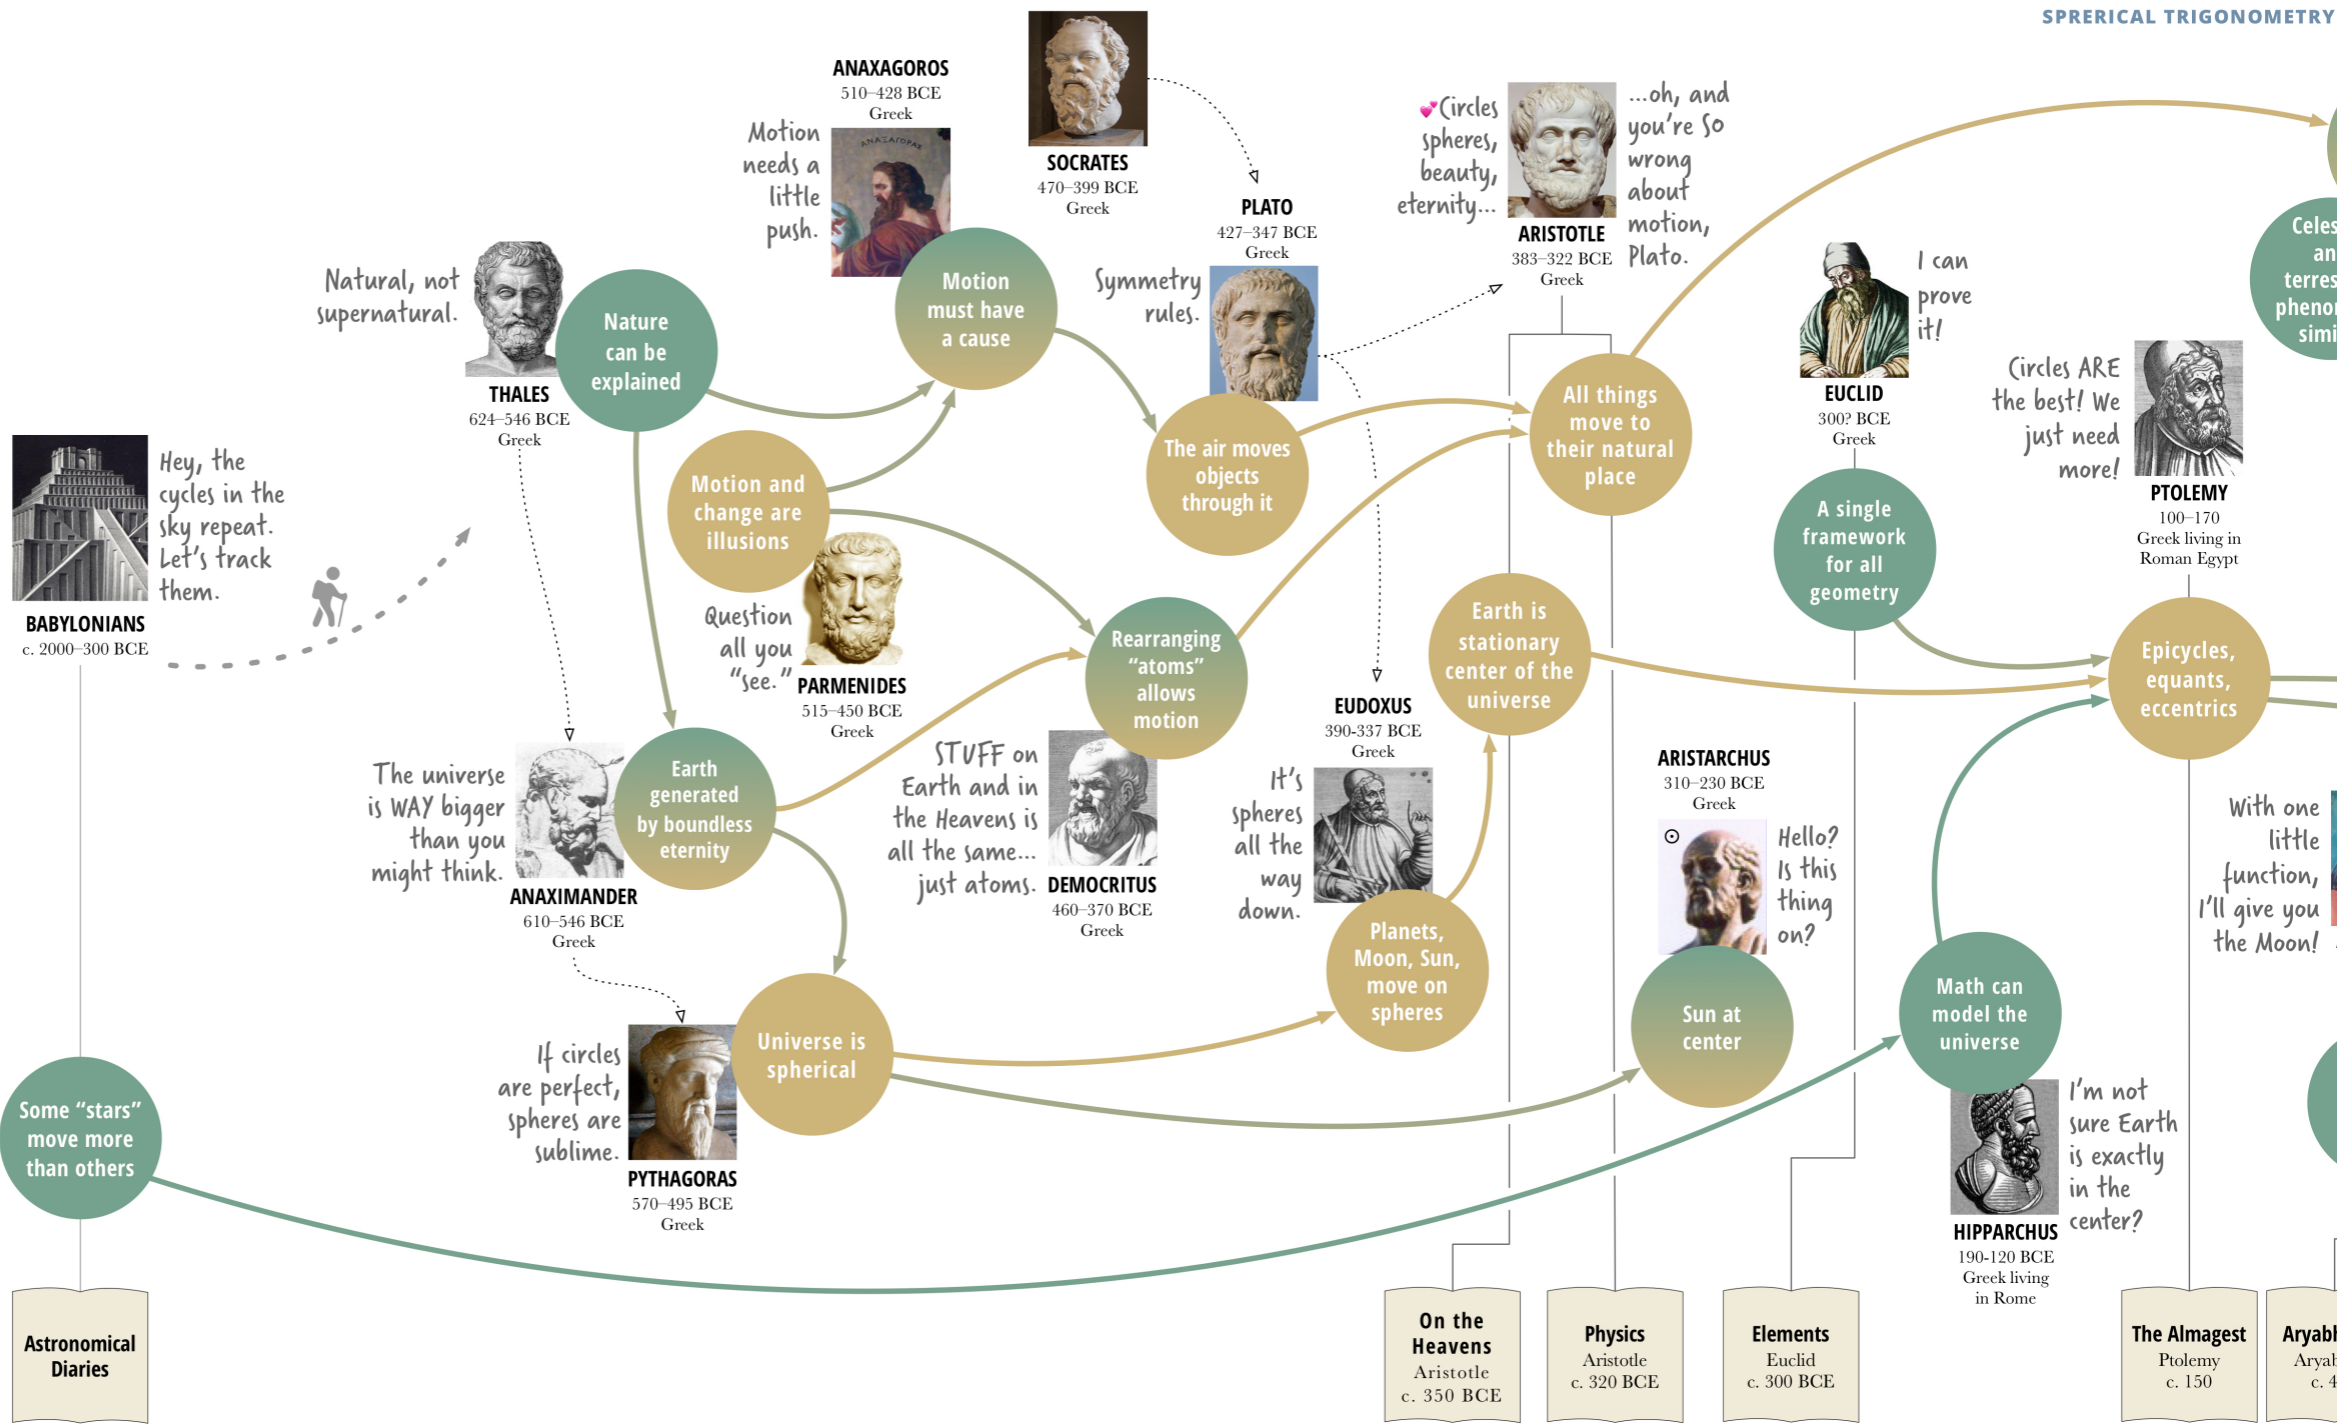 SPRERICAL TRIGONOMETRY
ANAXAGOROS
510–428 BCE
Greek
Motion
needs a
little
push.
ΑΝΑΞΑΓΟΡΑΣ
Motion
must have
a cause
SOCRATES
470–399 BCE
Greek
PLATO
427–347 BCE
Greek
Symmetry
rules.
The air moves
objects
through it
💕Circles
spheres,
beauty,
eternity...
...oh, and
you're SO
wrong
about
motion,
Plato.
ARISTOTLE
383–322 BCE
Greek
All things
move to
their natural
place
Earth is
stationary
center of the
universe
Natural, not
supernatural.
THALES
624–546 BCE
Greek
Nature
can be
explained
Motion and
change are
illusions
Question
all you
"see."
PARMENIDES
515–450 BCE
Greek
Hey, the
cycles in the
sky repeat.
Let's track
them.
BABYLONIANS
c. 2000–300 BCE
Some "stars"
move more
than others
Astronomical
Diaries
The universe
is WAY bigger
than you
might think.
ANAXIMANDER
610–546 BCE
Greek
Earth
generated
by boundless
eternity
If circles
are perfect,
spheres are
sublime.
PYTHAGORAS
570–495 BCE
Greek
Universe is
spherical
Rearranging
"atoms"
allows
motion
STUFF on
Earth and in
the Heavens is
all the same...
just atoms.
DEMOCRITUS
460–370 BCE
Greek
EUDOXUS
390-337 BCE
Greek
It's
spheres
all the
way
down.
Planets,
Moon, Sun,
move on
spheres
ARISTARCHUS
310–230 BCE
Greek
Hello?
Is this
thing
on?
Sun at
center
I can
prove
it!
EUCLID
300? BCE
Greek
A single
framework
for all
geometry
Circles ARE
the best! We
just need
more!
PTOLEMY
100–170
Greek living in
Roman Egypt
Epicycles,
equants,
eccentrics
Math can
model the
universe
I'm not
sure Earth
is exactly
in the
center?
HIPPARCHUS
190-120 BCE
Greek living
in Rome
Celes
an
terres
pheno
simi
With one
little
function,
I'll give you
the Moon!
On the
Heavens
Aristotle
c. 350 BCE
Physics
Aristotle
c. 320 BCE
Elements
Euclid
c. 300 BCE
The Almagest
Ptolemy
c. 150
Aryab
Aryab
c. 4